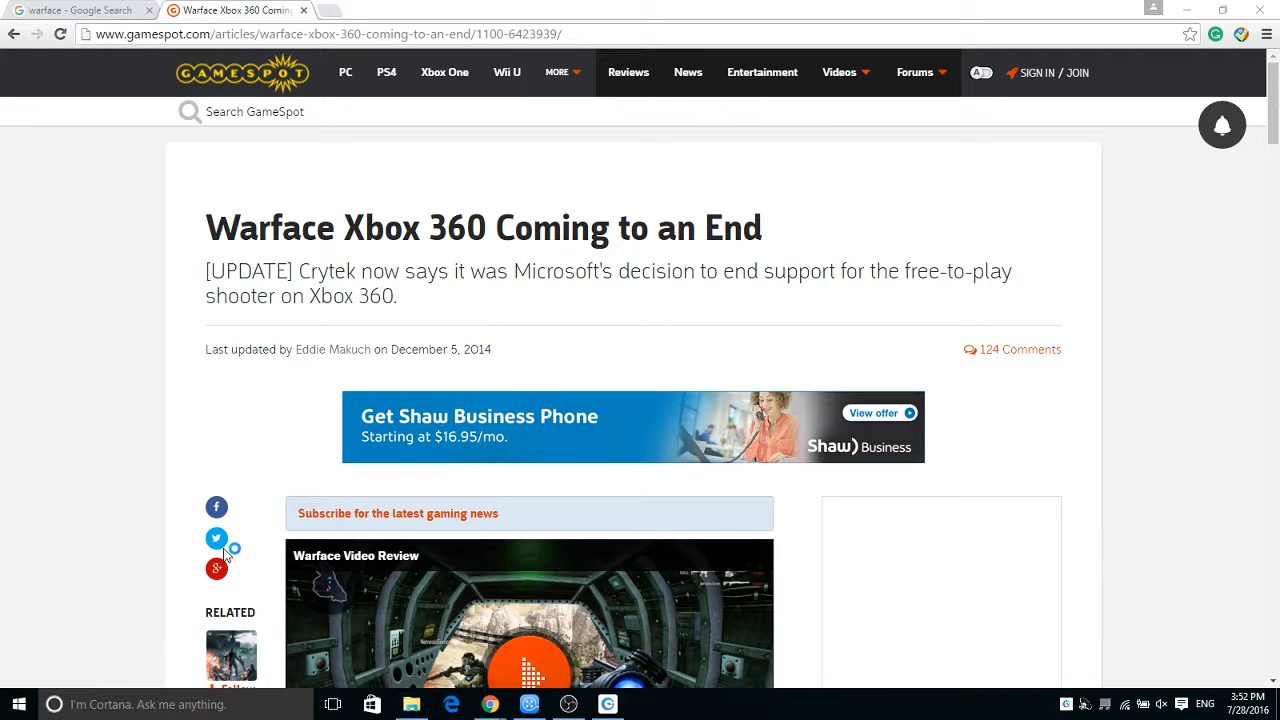 warface - Google Search
Warface Xbox 360 Coming
www.gamespot.com/articles/warface-xbox-360-coming-to-an-end/1100-6423939/
GAMESPOT
PC
PS4
Xbox One
Wii U
MORE
Reviews
News
Entertainment
Videos
Forums
SIGN IN / JOIN
Search GameSpot
Warface Xbox 360 Coming to an End
[UPDATE] Crytek now says it was Microsoft's decision to end support for the free-to-play
shooter on Xbox 360.
Last updated by Eddie Makuch on December 5, 2014
124 Comments
Get Shaw Business Phone
Starting at $16.95/mo.
View offer
Shaw) Business
Subscribe for the latest gaming news
Warface Video Review
RELATED
Follow
I'm Cortana. Ask me anything.
ENG
3:52 PM
7/28/2016